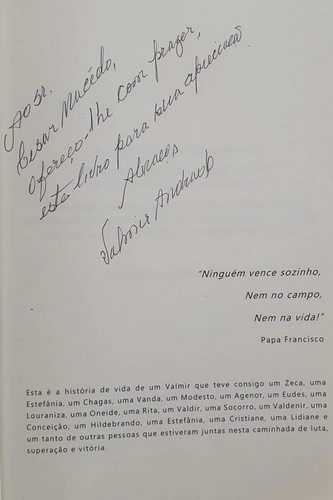 Ao Sr.
Cesar Macêdo,
ofereço-lhe com prazer,
este livro para sua apreciação.
Abraços
Valmir Andrade
"Ninguém vence sozinho,
Nem no campo,
Nem na vida!"
Papa Francisco
Esta é a história de vida de um Valmir que teve consigo um Zeca, uma
Estefânia, um Chagas, uma Vanda, um Modesto, um Agenor, um Eudes, uma
Louraniza, uma Oneide, uma Rita, um Valdir, uma Socorro, um Valdenir, uma
Conceição, um Hildebrando, uma Estefânia, uma Cristiane, uma Lidiane e
um tanto de outras pessoas que estiveram juntas nesta caminhada de luta,
superação e vitória.